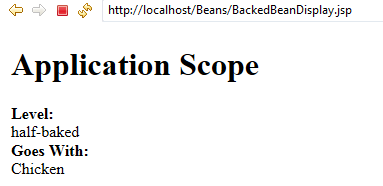 http://localhost/Beans/BackedBeanDisplay.jsp
Application Scope
Level:
half-baked
Goes With:
Chicken